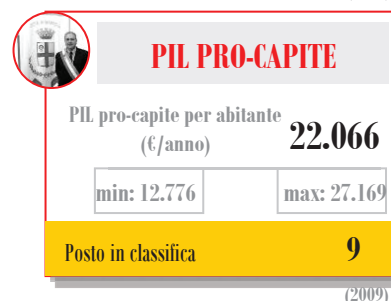 PIL PRO-CAPITE
PIL pro-capite per abitante
(€/anno)
22.066
min: 12.776
max: 27.169
Posto in classifica
9
(2009)